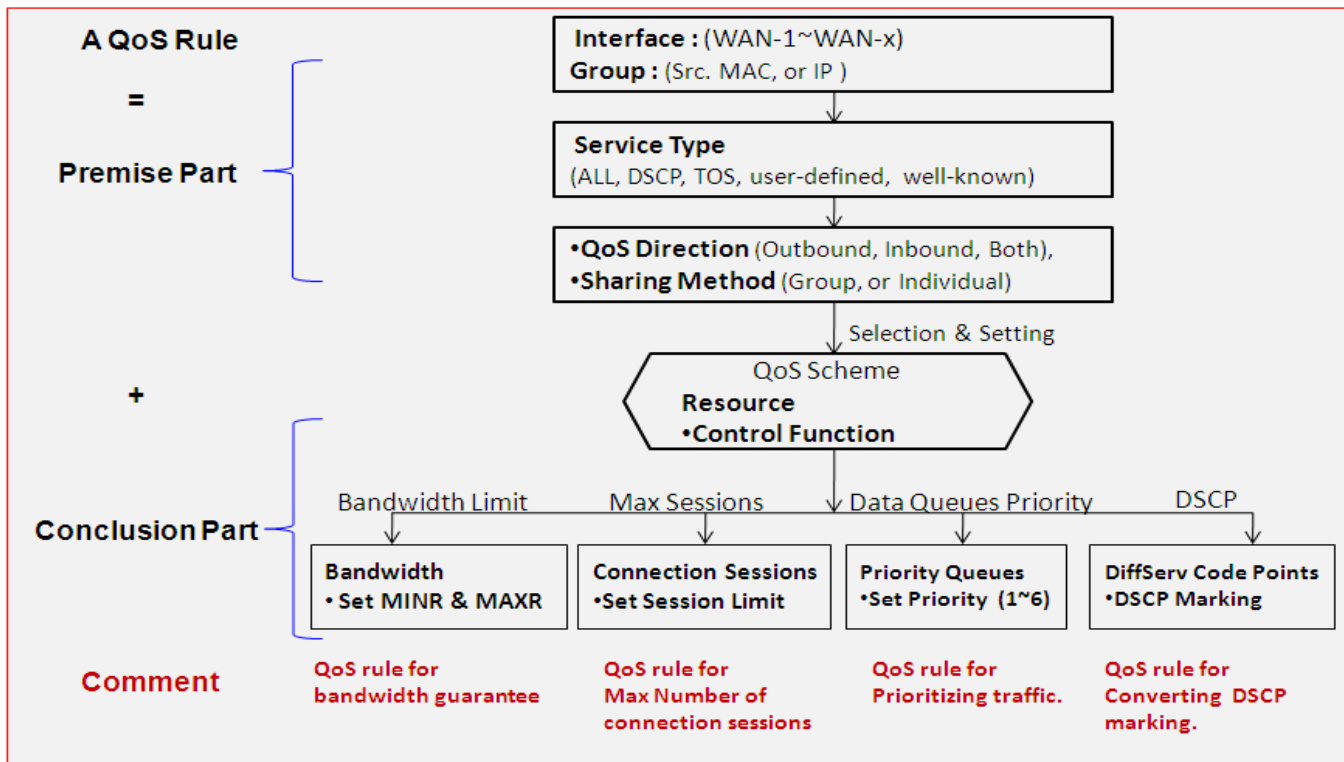 A QoS Rule
=
Premise Part
+
Conclusion Part
Comment
Interface : (WAN-1~WAN-x)
Group : (Src. MAC, or IP )
Service Type
(ALL, DSCP, TOS, user-defined, well-known)
•QoS Direction (Outbound, Inbound, Both),
•Sharing Method (Group, or Individual)
Selection & Setting
QoS Scheme
Resource
•Control Function
Bandwidth Limit
Max Sessions
Data Queues Priority
DSCP
Bandwidth
• Set MINR & MAXR
Connection Sessions
•Set Session Limit
Priority Queues
•Set Priority (1~6)
DiffServ Code Points
•DSCP Marking
QoS rule for
bandwidth guarantee
QoS rule for
Max Number of
connection sessions
QoS rule for
Prioritizing traffic.
QoS rule for
Converting DSCP
marking.